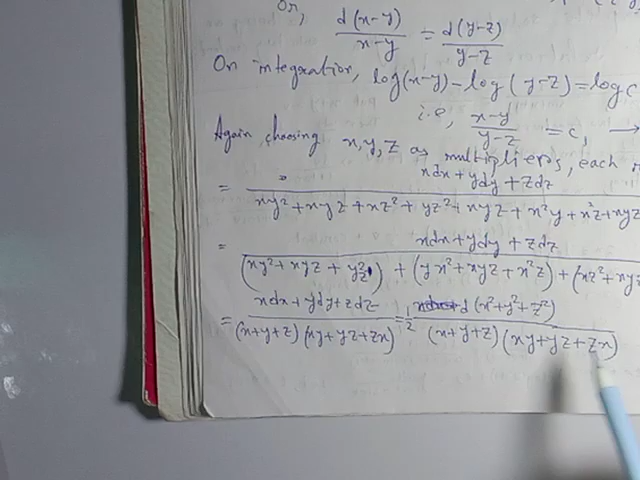 Or, d(x-y)/x-y = d(y-z)/y-z
On integration, log(x-y) - log(y-z) = log c
i.e, x-y/y-z = c, →
Again choosing x, y, z as multipliers, each
= xdx + ydy + zdz / xy² + xyz + xz² + yz² + xyz + x²y + x²z + xyz
= xdx + ydy + zdz / (xy² + xyz + y²z) + (yx² + xyz + x²z) + (xz² + xyz
= xdx + ydy + zdz / (x+y+z) (xy+yz+zx) = 1/2 d(x²+y²+z²) / (x+y+z) (xy+yz+zx)